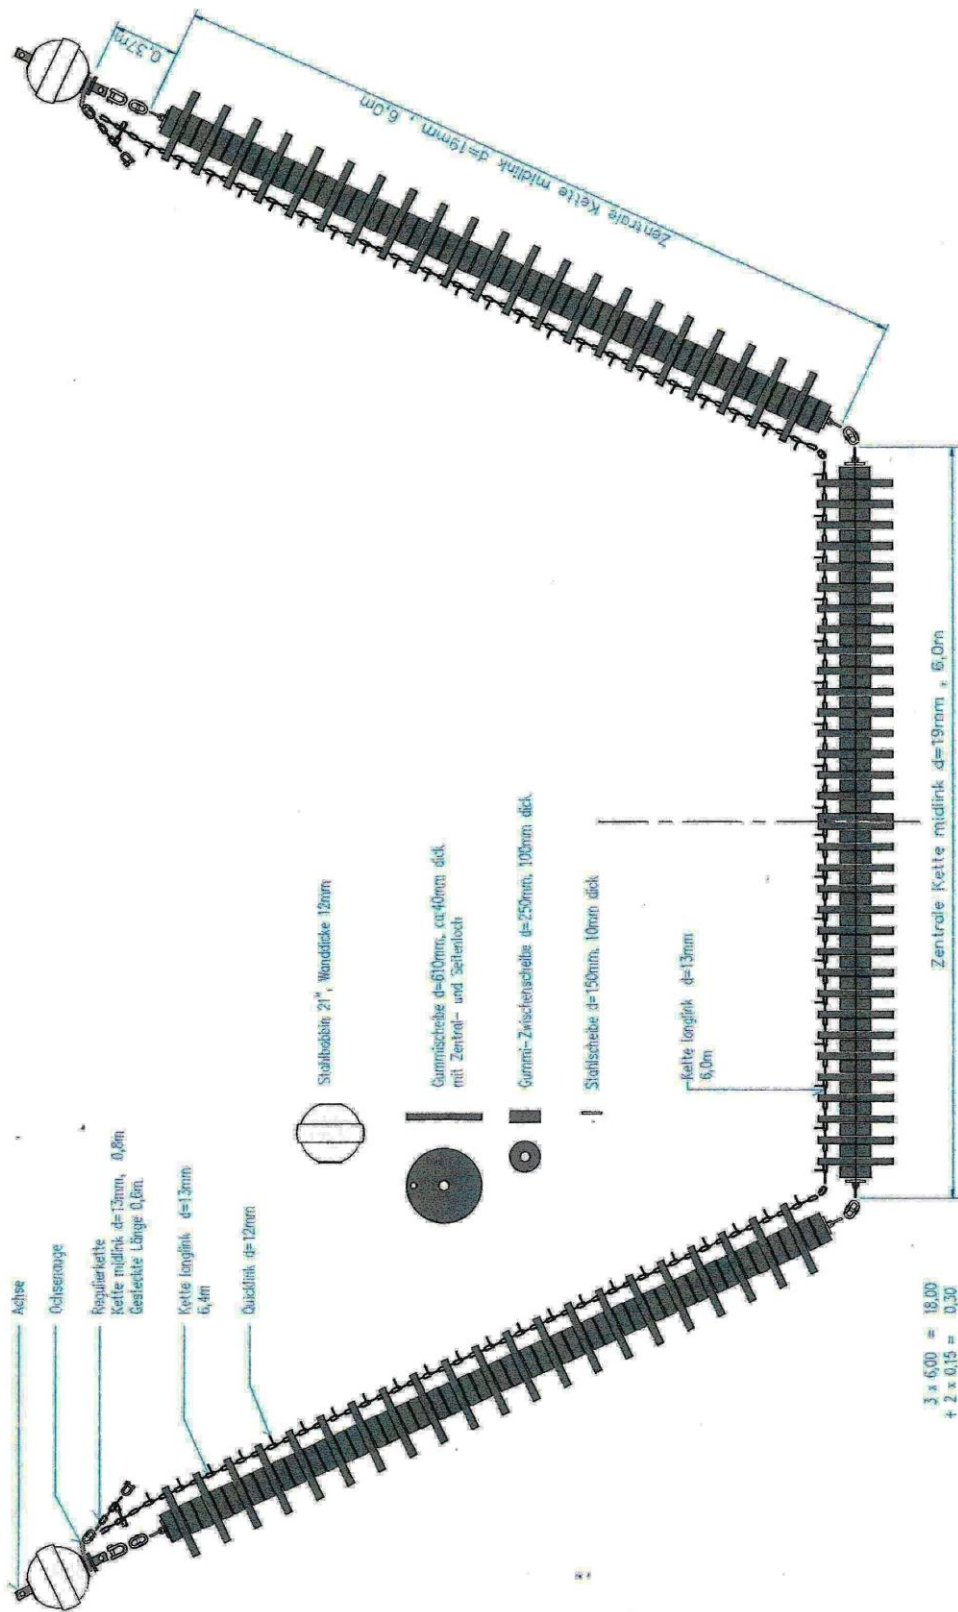 Achse
Ochsenauge
Regulierkette
Kette midlink d=13mm, 0,8m
Gestreckte Länge 0,6m
Kette longlink d=13mm
6,4m
Quicklink d=12mm
Stahlbobbin 21", Wanddicke 12mm
Gummischeibe d=610mm, ca.40mm dick,
mit Zentral- und Seitenloch
Gummi-Zwischenscheibe d=250mm, 100mm dick
Stahlscheibe d=150mm, 10mm dick
Kette longlink d=13mm
6,0m
Zentrale Kette midlink d=19mm , 6,0m
0,37m
Zentrale Kette midlink d=19mm , 6,0m
3 x 6,00 = 18,00
+ 2 x 0,15 = 0,30